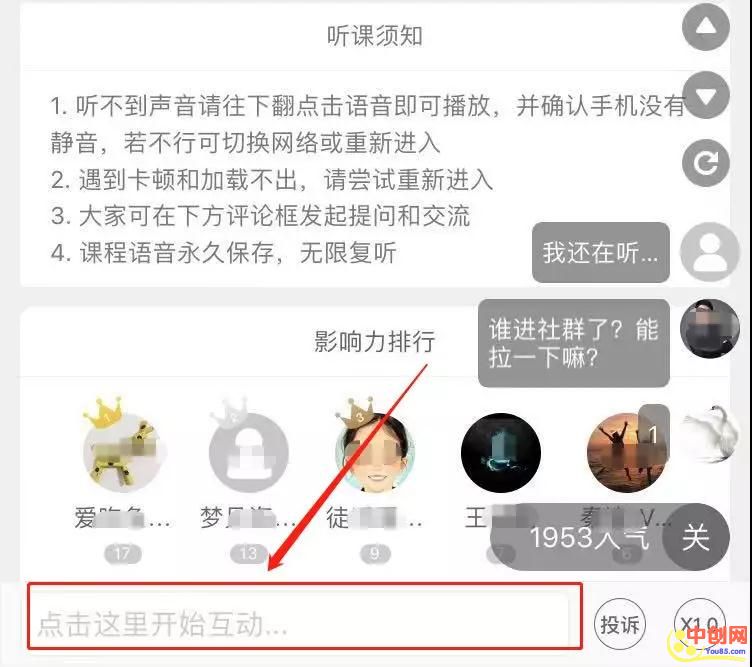 听课须知
1. 听不到声音请往下翻点击语音即可播放，并确认手机没有
静音，若不行可切换网络或重新进入
2. 遇到卡顿和加载不出，请尝试重新进入
3. 大家可在下方评论框发起提问和交流
4. 课程语音永久保存，无限复听
我还在听...
谁进社群了？能
拉一下嘛？
影响力排行
1
2
3
1
爱 ...
梦 ...
徒 ...
王
V...
17
13
9
7
6
1953人气
关
点击这里开始互动...
投诉
X1.0
中创网
You85.com